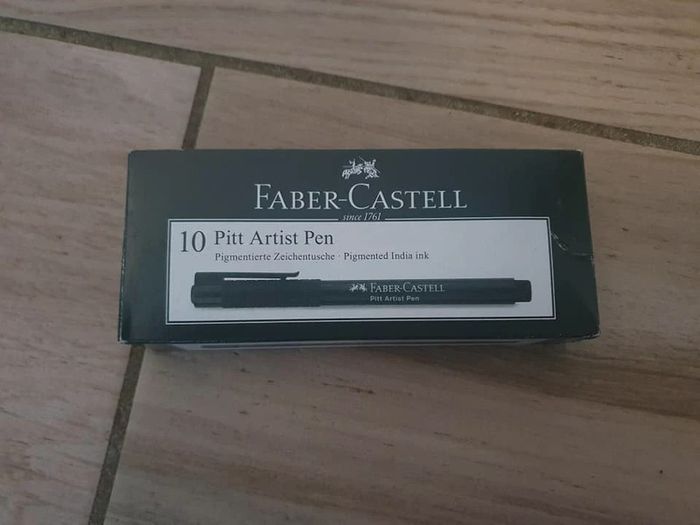 FABER-CASTELL
since 1761
10 Pitt Artist Pen
Pigmentierte Zeichentusche · Pigmented India ink
FABER-CASTELL
Pitt Artist Pen